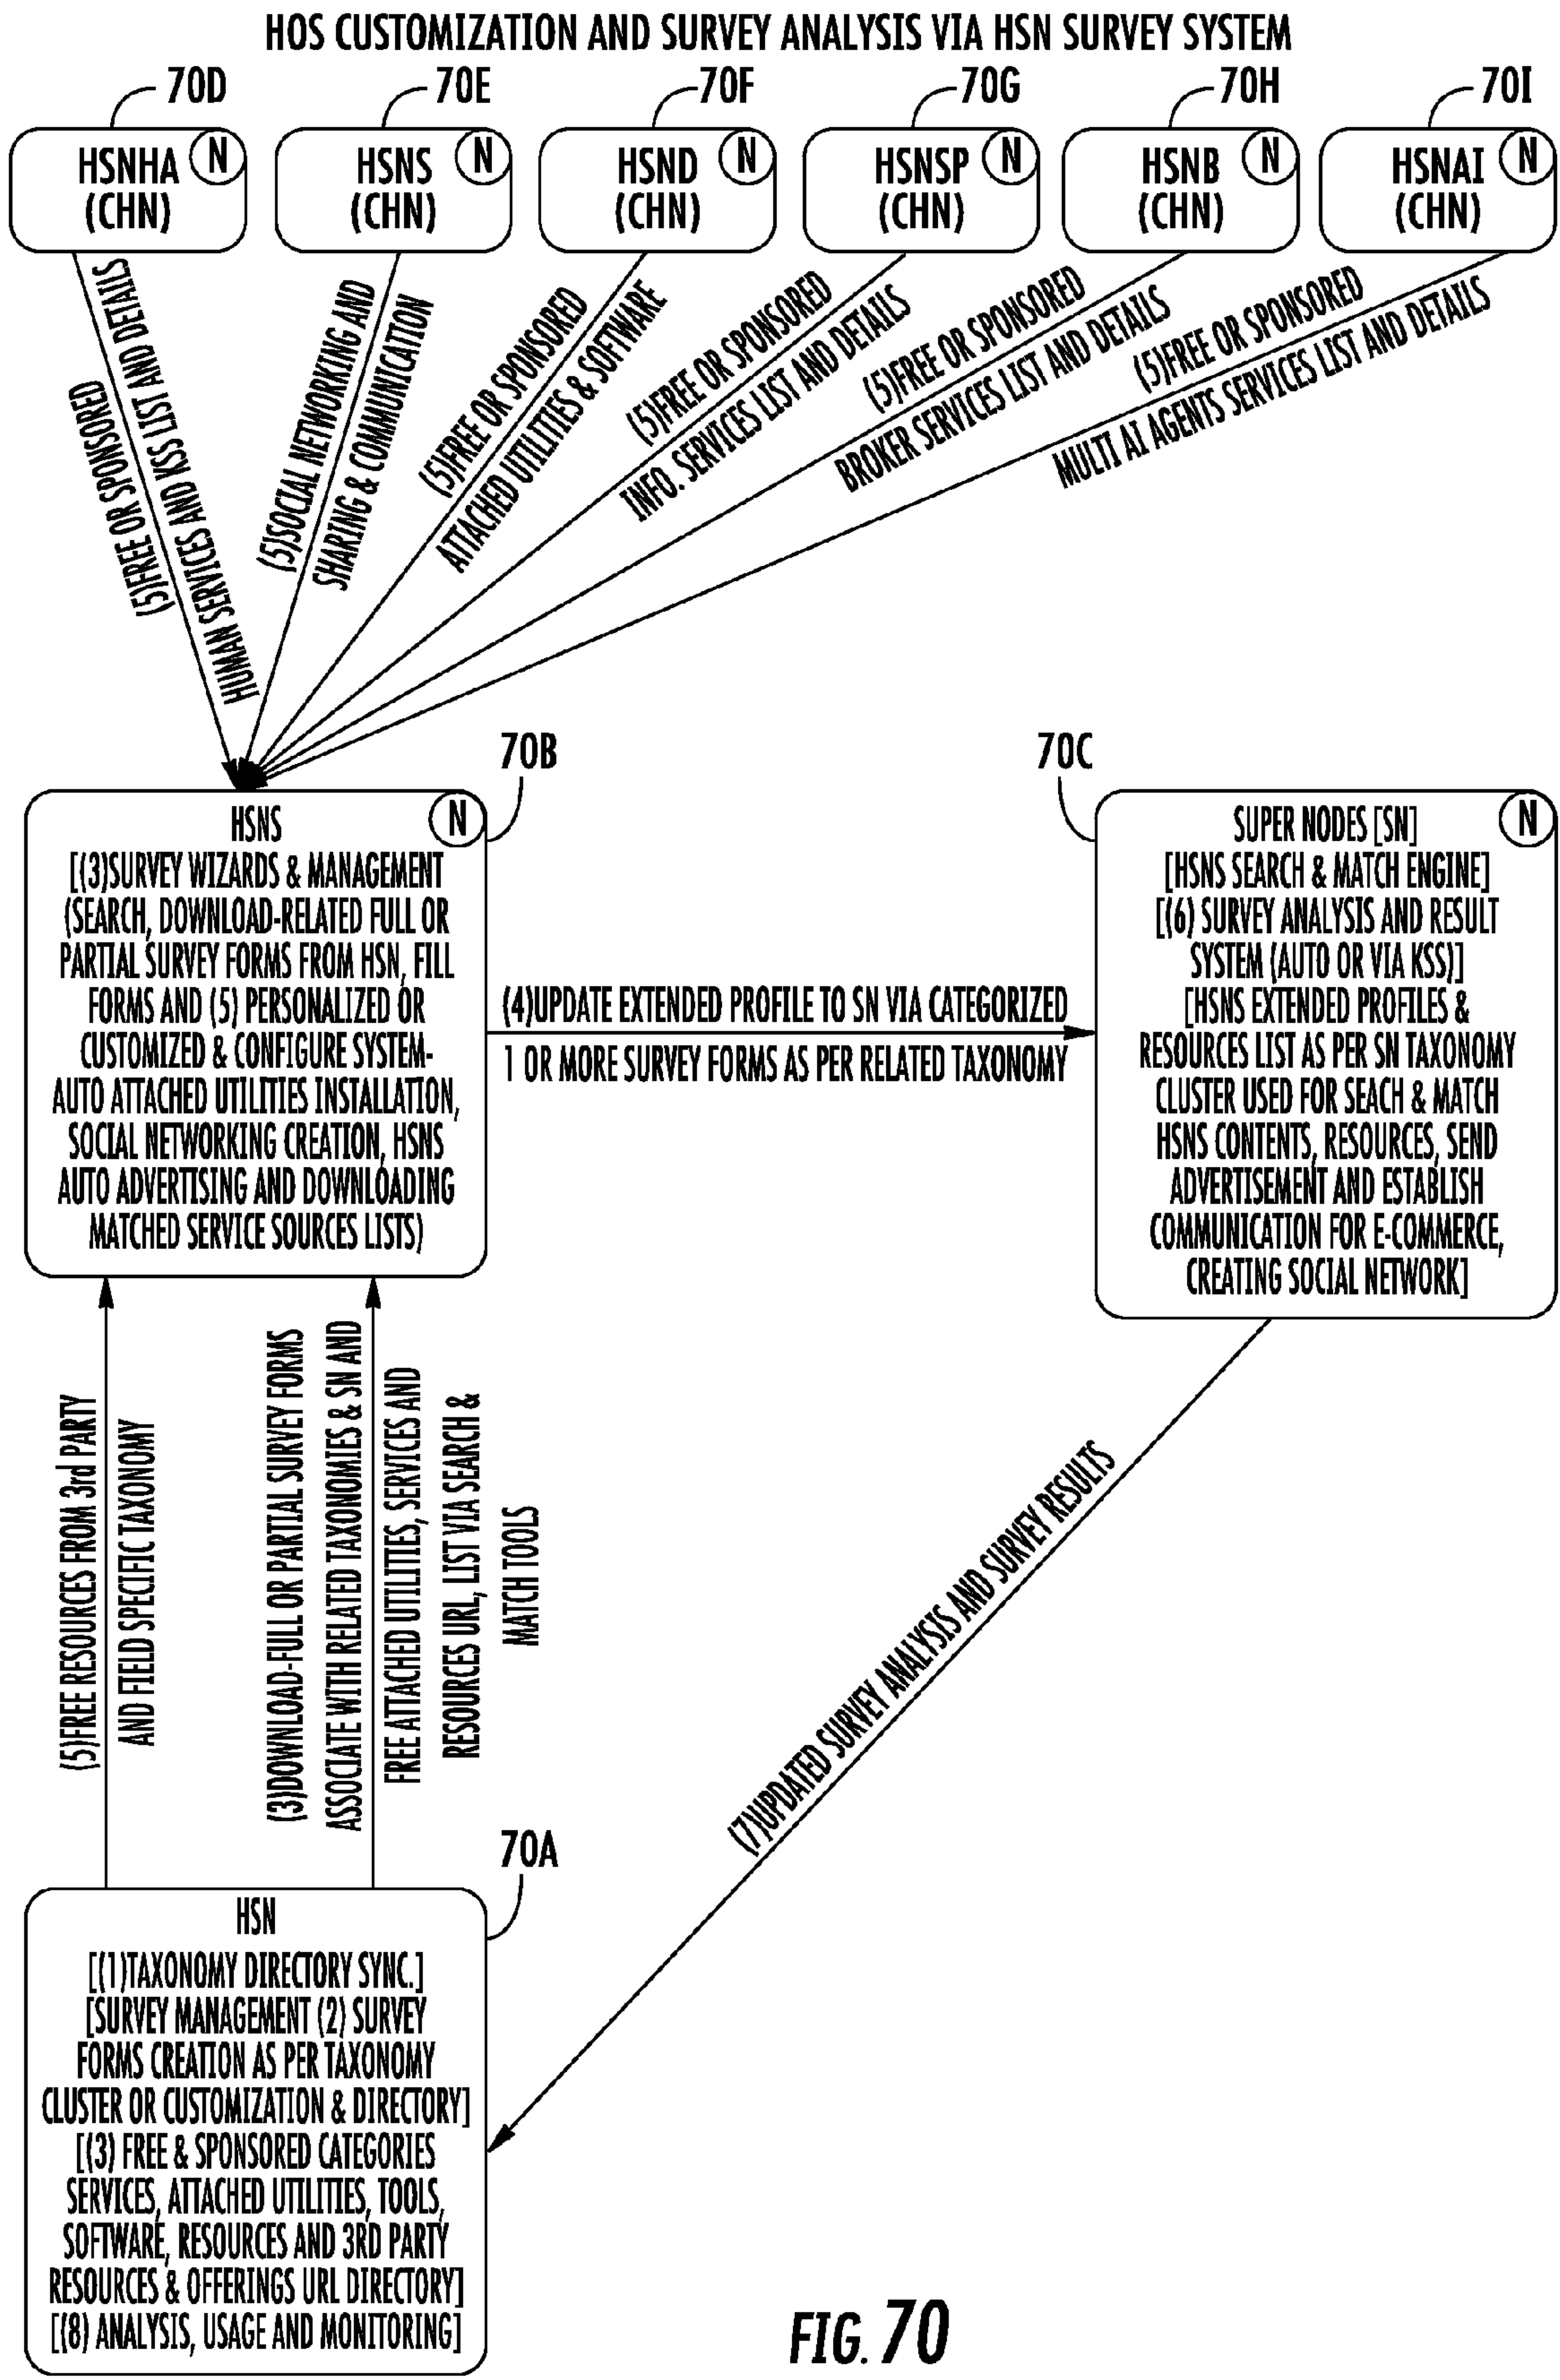 HOS CUSTOMIZATION AND SURVEY ANALYSIS VIA HSN SURVEY SYSTEM
70D
70E
70F
70G
70H
70I
HSNHA
(CHN)
N
HSNS
(CHN)
N
HSND
(CHN)
N
HSNSP
(CHN)
N
HSNB
(CHN)
N
HSNAI
(CHN)
N
(5)FREE OR SPONSORED
HUMAN SERVICES AND KSS LIST AND DETAILS
(5)SOCIAL NETWORKING AND
SHARING & COMMUNICATION
(5)FREE OR SPONSORED
ATTACHED UTILITIES & SOFTWARE
(5)FREE OR SPONSORED
INFO. SERVICES LIST AND DETAILS
(5)FREE OR SPONSORED
BROKER SERVICES LIST AND DETAILS
(5)FREE OR SPONSORED
MULTI AI AGENTS SERVICES LIST AND DETAILS
70B
N
HSNS
[(3)SURVEY WIZARDS & MANAGEMENT
(SEARCH, DOWNLOAD-RELATED FULL OR
PARTIAL SURVEY FORMS FROM HSN, FILL
FORMS AND (5) PERSONALIZED OR
CUSTOMIZED & CONFIGURE SYSTEM-
AUTO ATTACHED UTILITIES INSTALLATION,
SOCIAL NETWORKING CREATION, HSNS
AUTO ADVERTISING AND DOWNLOADING
MATCHED SERVICE SOURCES LISTS)
(4)UPDATE EXTENDED PROFILE TO SN VIA CATEGORIZED
1 OR MORE SURVEY FORMS AS PER RELATED TAXONOMY
70C
N
SUPER NODES [SN]
[HSNS SEARCH & MATCH ENGINE]
[(6) SURVEY ANALYSIS AND RESULT
SYSTEM (AUTO OR VIA KSS)]
[HSNS EXTENDED PROFILES &
RESOURCES LIST AS PER SN TAXONOMY
CLUSTER USED FOR SEACH & MATCH
HSNS CONTENTS, RESOURCES, SEND
ADVERTISEMENT AND ESTABLISH
COMMUNICATION FOR E-COMMERCE,
CREATING SOCIAL NETWORK]
(5)FREE RESOURCES FROM 3rd PARTY
AND FIELD SPECIFIC TAXONOMY
(3)DOWNLOAD-FULL OR PARTIAL SURVEY FORMS
ASSOCIATE WITH RELATED TAXONOMIES & SN AND
FREE ATTACHED UTILITIES, SERVICES AND
RESOURCES URL, LIST VIA SEARCH &
MATCH TOOLS
(7)UPDATED SURVEY ANALYSIS AND SURVEY RESULTS
70A
HSN
[(1)TAXONOMY DIRECTORY SYNC.]
[SURVEY MANAGEMENT (2) SURVEY
FORMS CREATION AS PER TAXONOMY
CLUSTER OR CUSTOMIZATION & DIRECTORY]
[(3) FREE & SPONSORED CATEGORIES
SERVICES, ATTACHED UTILITIES, TOOLS,
SOFTWARE, RESOURCES AND 3RD PARTY
RESOURCES & OFFERINGS URL DIRECTORY]
[(8) ANALYSIS, USAGE AND MONITORING]
FIG. 70